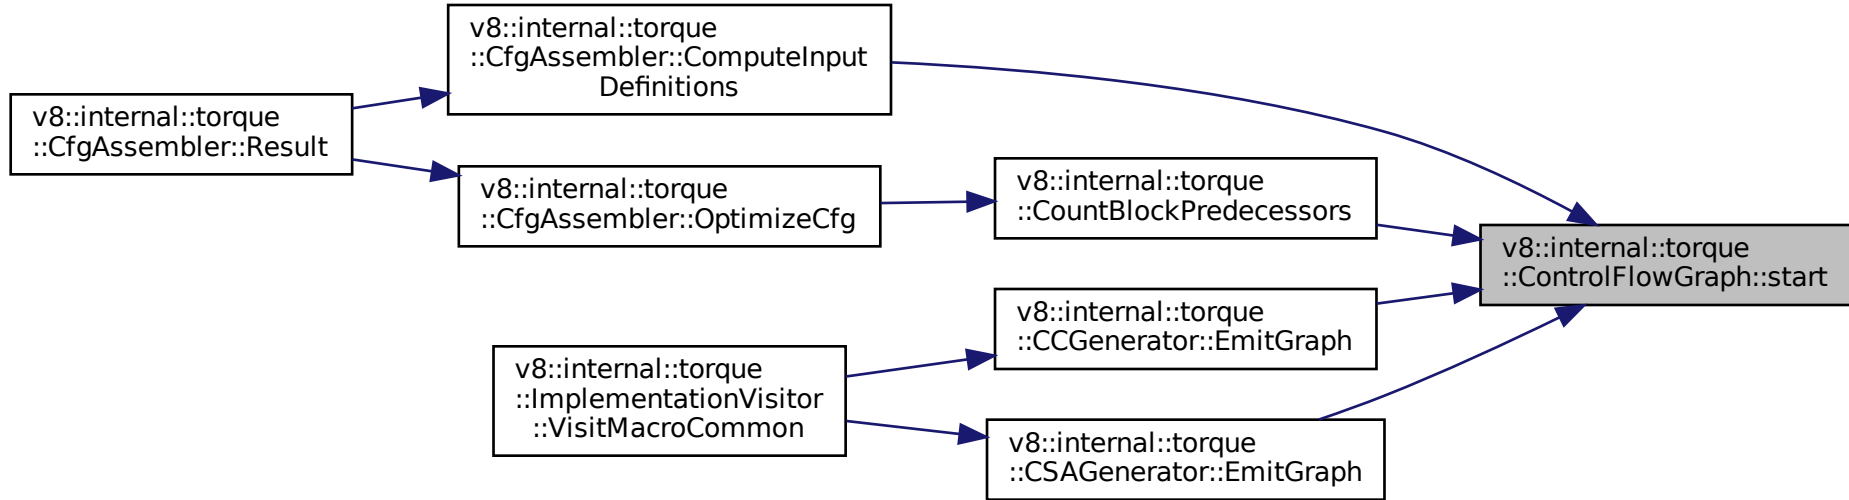 v8::internal::torque
::CfgAssembler::ComputeInput
Definitions
v8::internal::torque
::CfgAssembler::Result
v8::internal::torque
::CfgAssembler::OptimizeCfg
v8::internal::torque
::CountBlockPredecessors
v8::internal::torque
::ControlFlowGraph::start
v8::internal::torque
::CCGenerator::EmitGraph
v8::internal::torque
::ImplementationVisitor
::VisitMacroCommon
v8::internal::torque
::CSAGenerator::EmitGraph